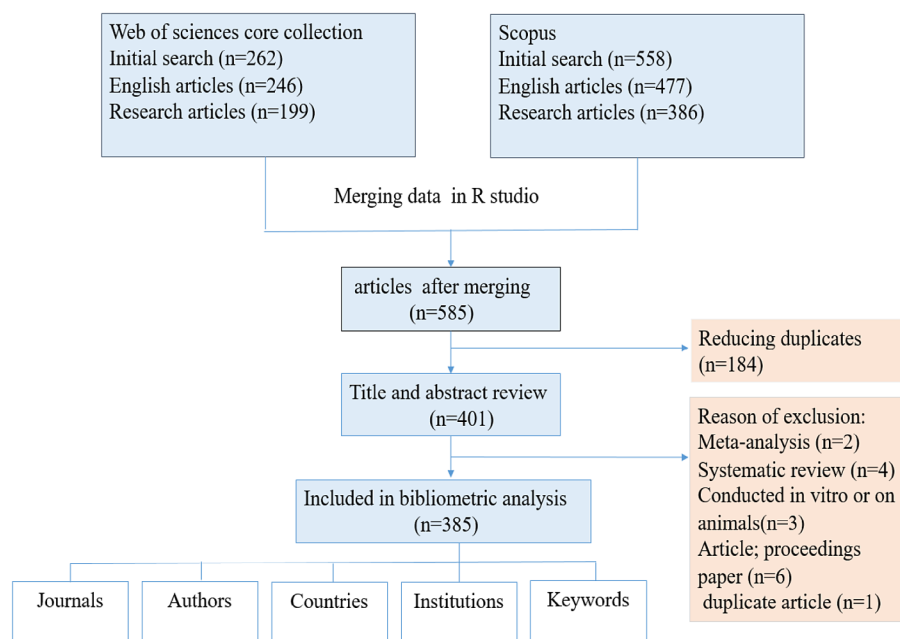 Web of sciences core collection
Initial search (n=262)
English articles (n=246)
Research articles (n=199)
Scopus
Initial search (n=558)
English articles (n=477)
Research articles (n=386)
Merging data in R studio
articles after merging
(n=585)
Reducing duplicates
(n=184)
Title and abstract review
(n=401)
Reason of exclusion:
Meta-analysis (n=2)
Systematic review (n=4)
Conducted in vitro or on
animals(n=3)
Article; proceedings
paper (n=6)
duplicate article (n=1)
Included in bibliometric analysis
(n=385)
Journals
Authors
Countries
Institutions
Keywords